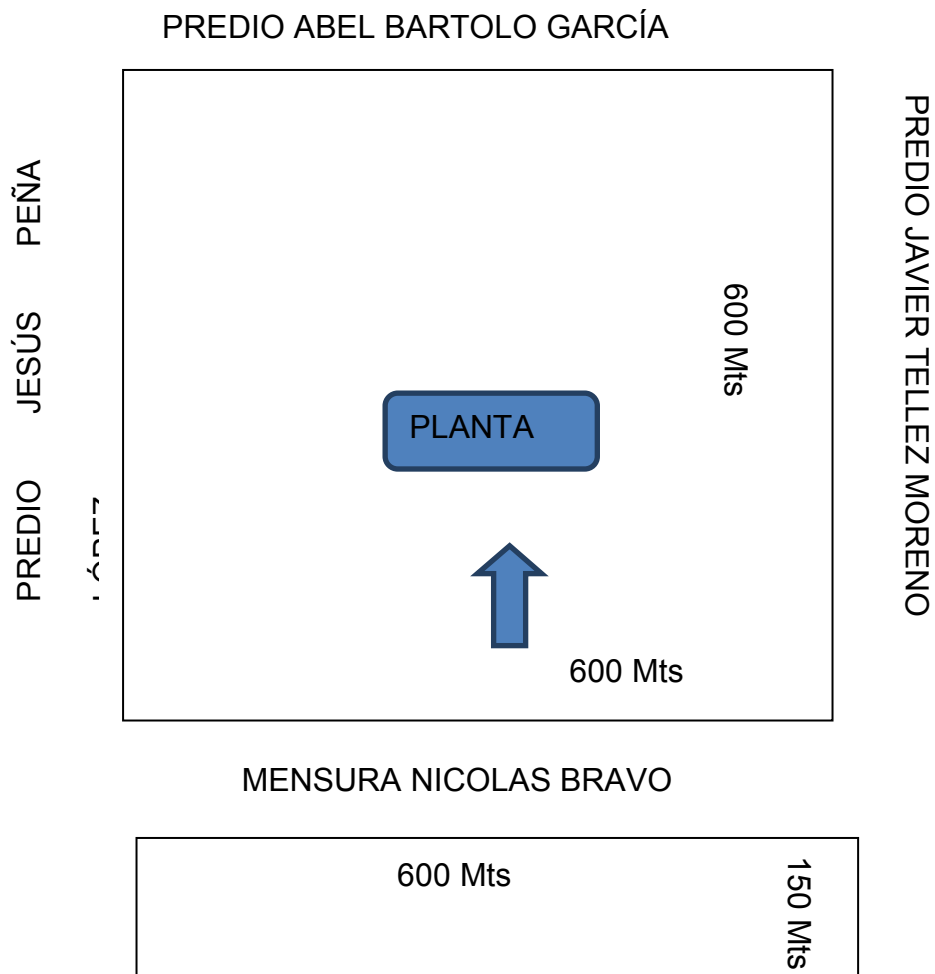 PREDIO ABEL BARTOLO GARCÍA
PREDIO JESÚS PEÑA
PREDIO JAVIER TELLEZ MORENO
600 Mts
PLANTA
600 Mts
MENSURA NICOLAS BRAVO
600 Mts
150 Mts